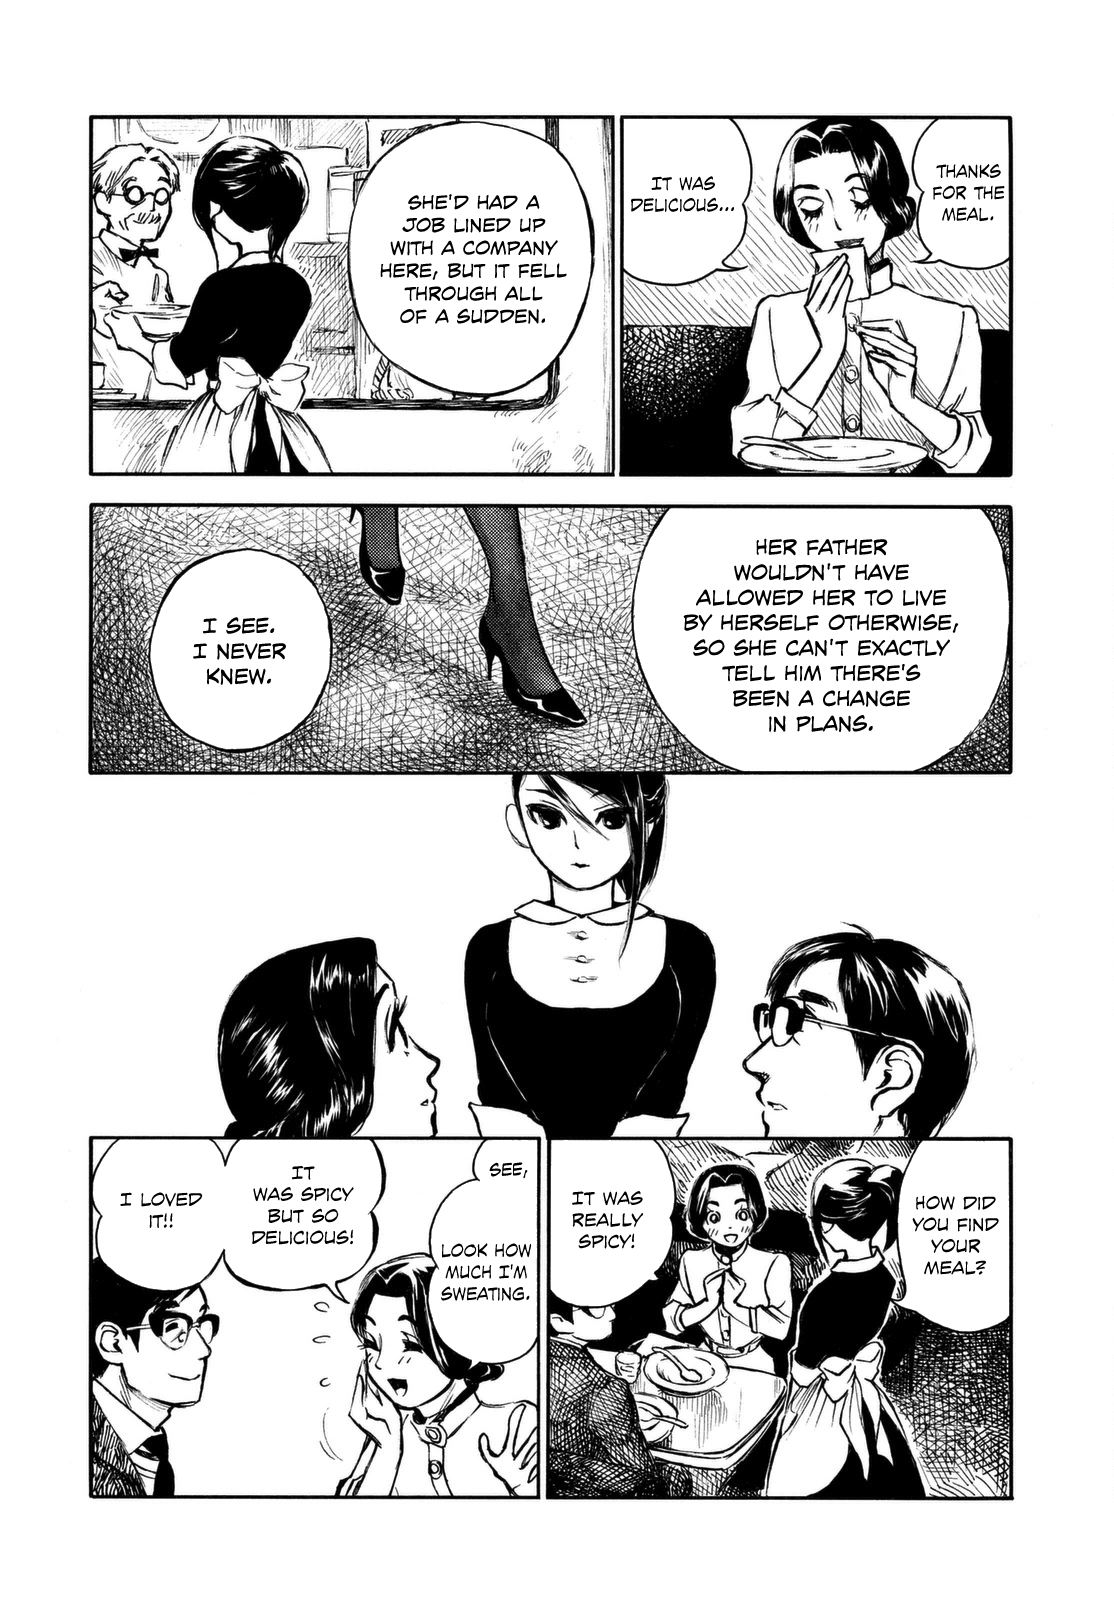 THANKS
FOR THE
MEAL.
IT WAS
DELICIOUS...
SHE'D HAD A
JOB LINED UP
WITH A COMPANY
HERE, BUT IT FELL
THROUGH ALL
OF A SUDDEN.
HER FATHER
WOULDN'T HAVE
ALLOWED HER TO LIVE
BY HERSELF OTHERWISE,
SO SHE CAN'T EXACTLY
TELL HIM THERE'S
BEEN A CHANGE
IN PLANS.
I SEE.
I NEVER
KNEW.
HOW DID
YOU FIND
YOUR
MEAL?
IT WAS
REALLY
SPICY!
SEE,
LOOK HOW
MUCH I'M
SWEATING.
IT
WAS SPICY
BUT SO
DELICIOUS!
I LOVED
IT!!